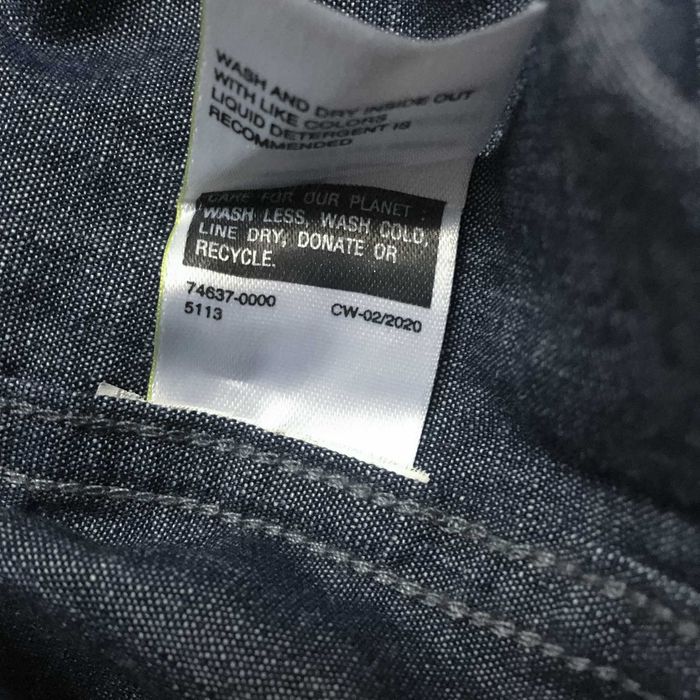 WASH AND DRY INSIDE OUT
WITH LIKE COLORS
LIQUID DETERGENT IS
RECOMMENDED
CARE FOR OUR PLANET
WASH LESS, WASH COLD,
LINE DRY, DONATE OR
RECYCLE.
74637-0000
5113 CW-02/2020